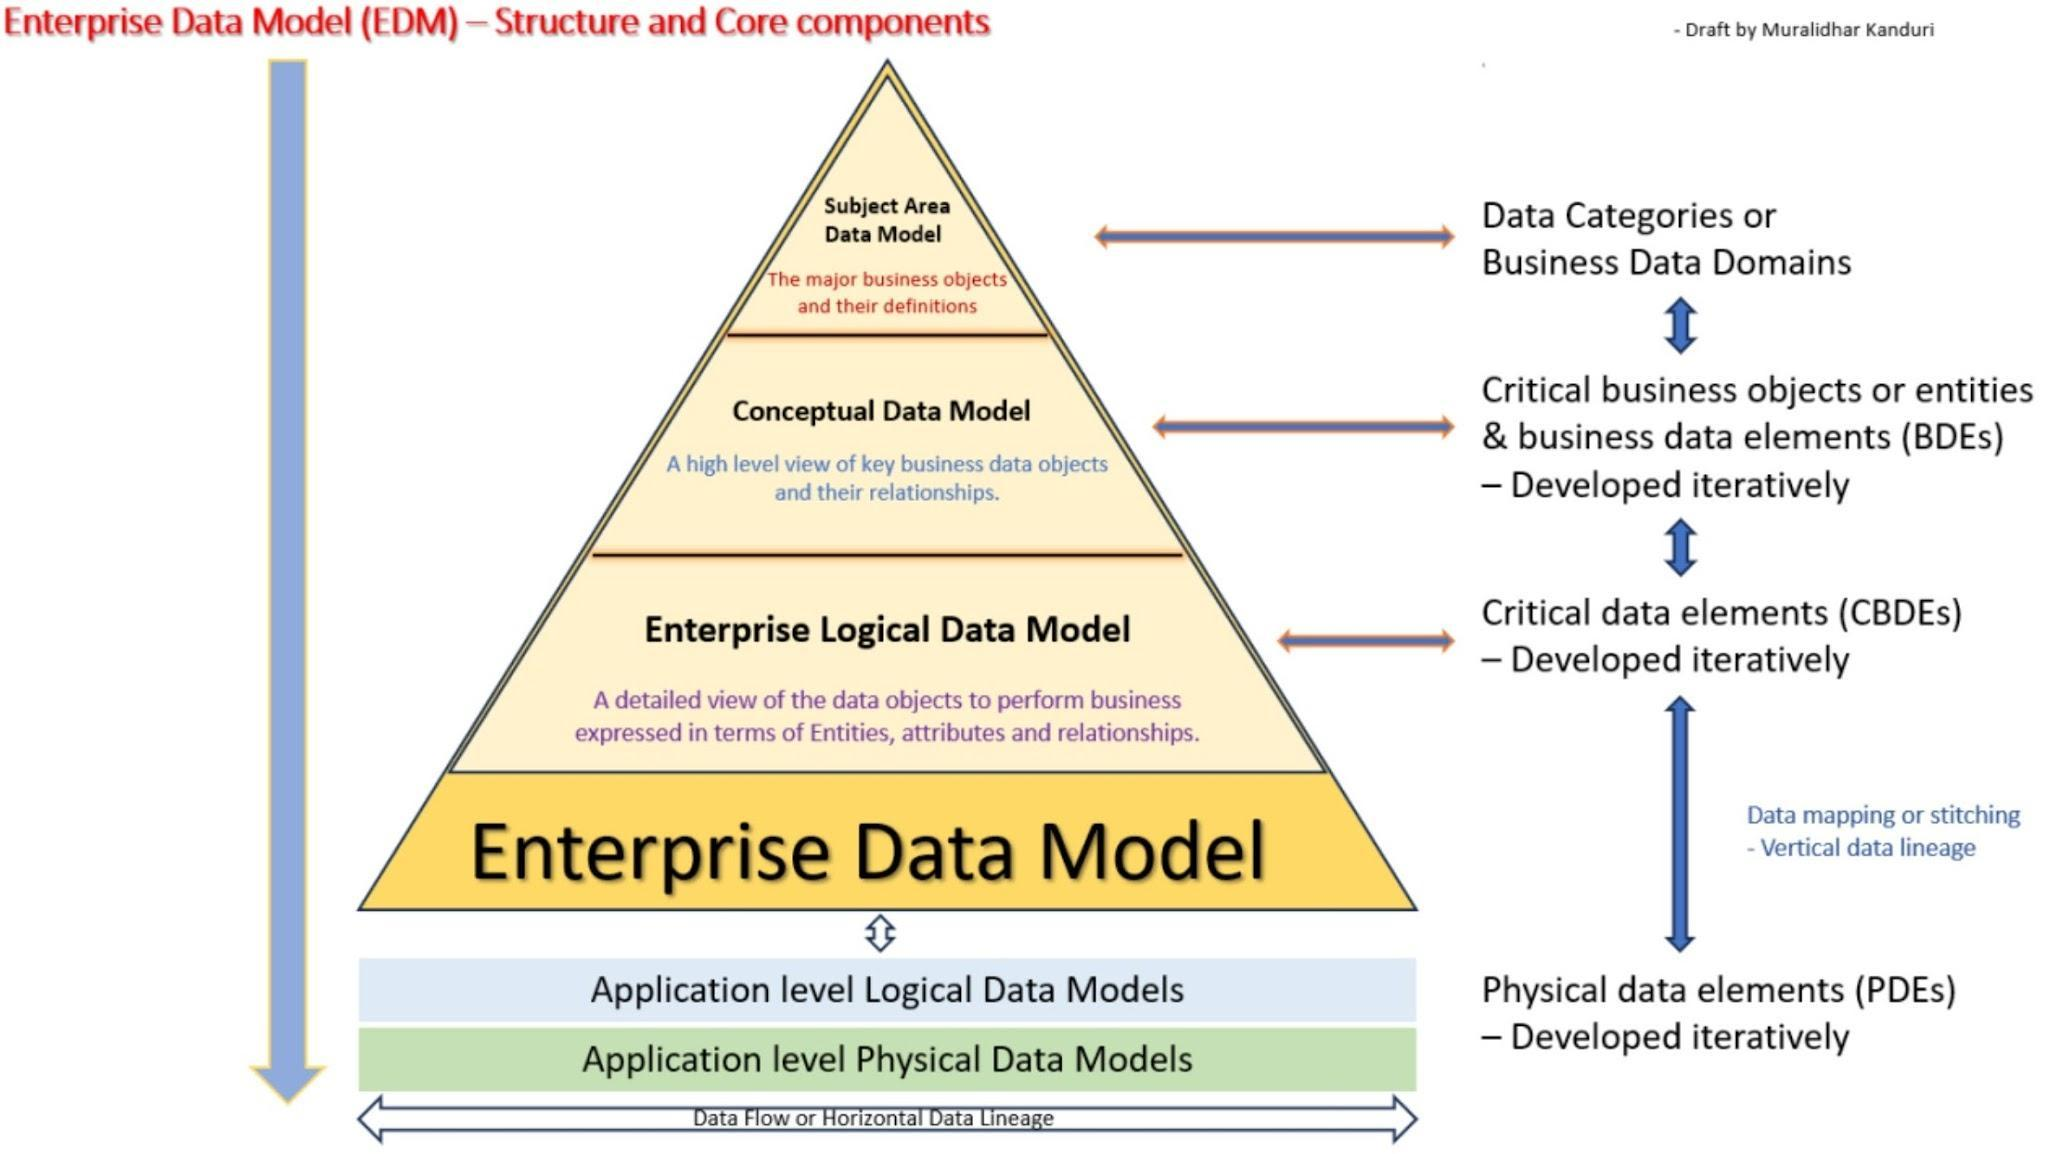 Enterprise Data Model (EDM) – Structure and Core components
- Draft by Muralidhar Kanduri
Subject Area
Data Model
The major business objects
and their definitions
Data Categories or
Business Data Domains
Conceptual Data Model
A high level view of key business data objects
and their relationships.
Critical business objects or entities
& business data elements (BDEs)
– Developed iteratively
Enterprise Logical Data Model
A detailed view of the data objects to perform business
expressed in terms of Entities, attributes and relationships.
Critical data elements (CBDEs)
– Developed iteratively
Enterprise Data Model
Data mapping or stitching
- Vertical data lineage
Application level Logical Data Models
Application level Physical Data Models
Physical data elements (PDEs)
– Developed iteratively
Data Flow or Horizontal Data Lineage